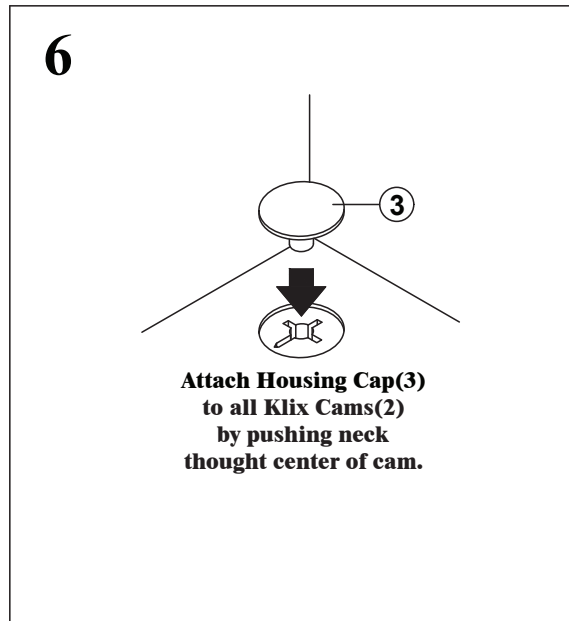 6
3
Attach Housing Cap(3)
to all Klix Cams(2)
by pushing neck
thought center of cam.